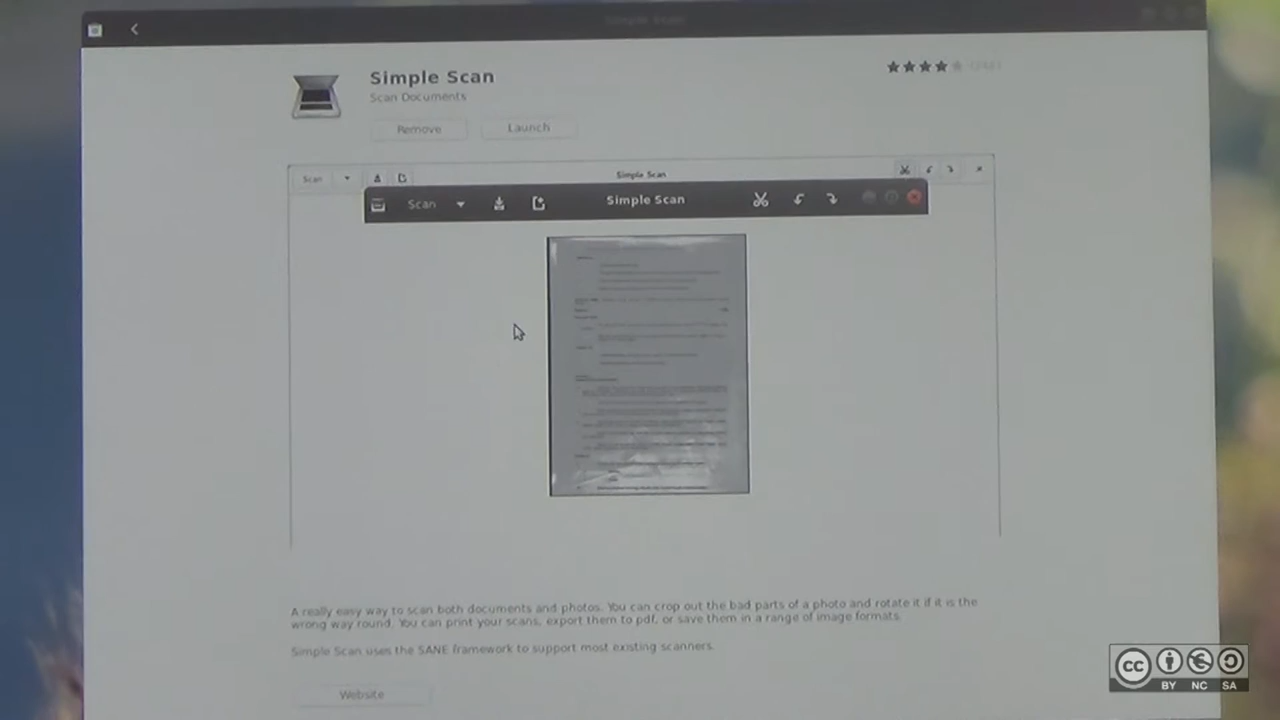 Simple Scan
Simple Scan
Scan Documents
Remove
Launch
Scan
Simple Scan
Scan
Simple Scan
A really easy way to scan both documents and photos. You can crop out the bad parts of a photo and rotate it if it is the
wrong way round. You can print your scans, export them to pdf, or save them in a range of image formats.
Simple Scan uses the SANE framework to support most existing scanners.
Website
cc
BY NC SA